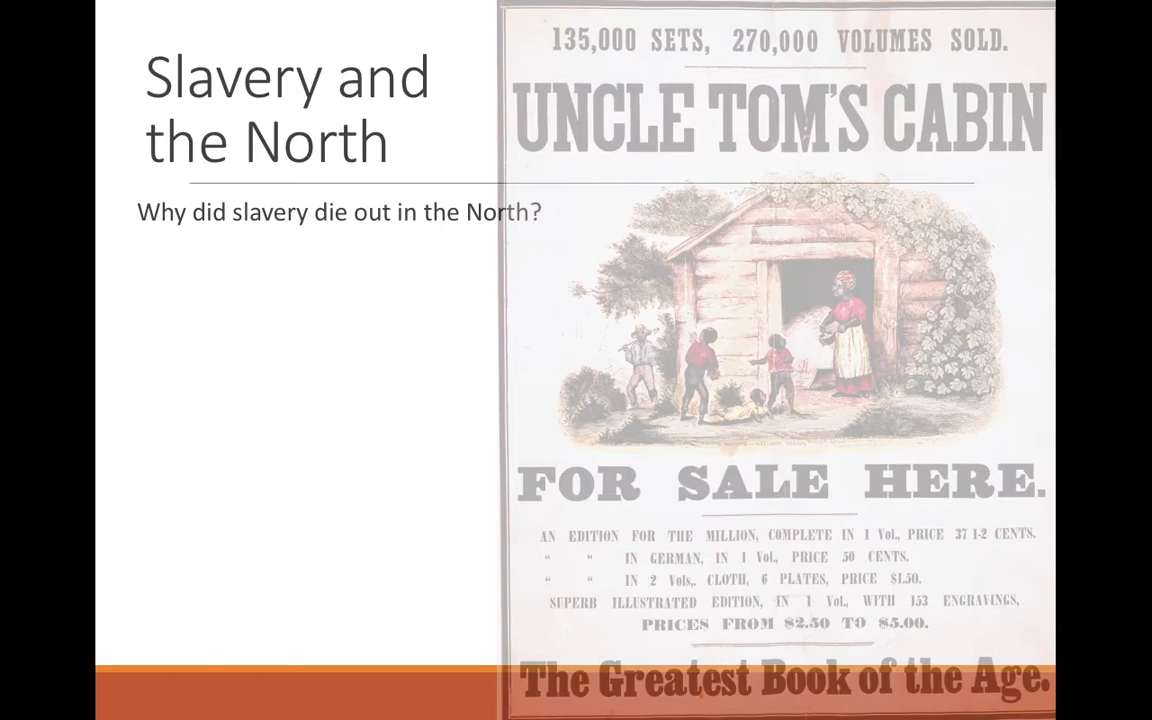 Slavery and
the North
Why did slavery die out in the North?
135,000 SETS, 270,000 VOLUMES SOLD.
UNCLE TOM'S CABIN
FOR SALE HERE.
AN EDITION FOR THE MILLION, COMPLETE IN 1 Vol., PRICE 37 1-2 CENTS.
" " IN GERMAN, IN 1 Vol., PRICE 50 CENTS.
" " IN 2 Vols,. CLOTH, 6 PLATES, PRICE $1.50.
SUPERB ILLUSTRATED EDITION, IN 1 Vol., WITH 153 ENGRAVINGS,
PRICES FROM $2.50 TO $5.00.
The Greatest Book of the Age.